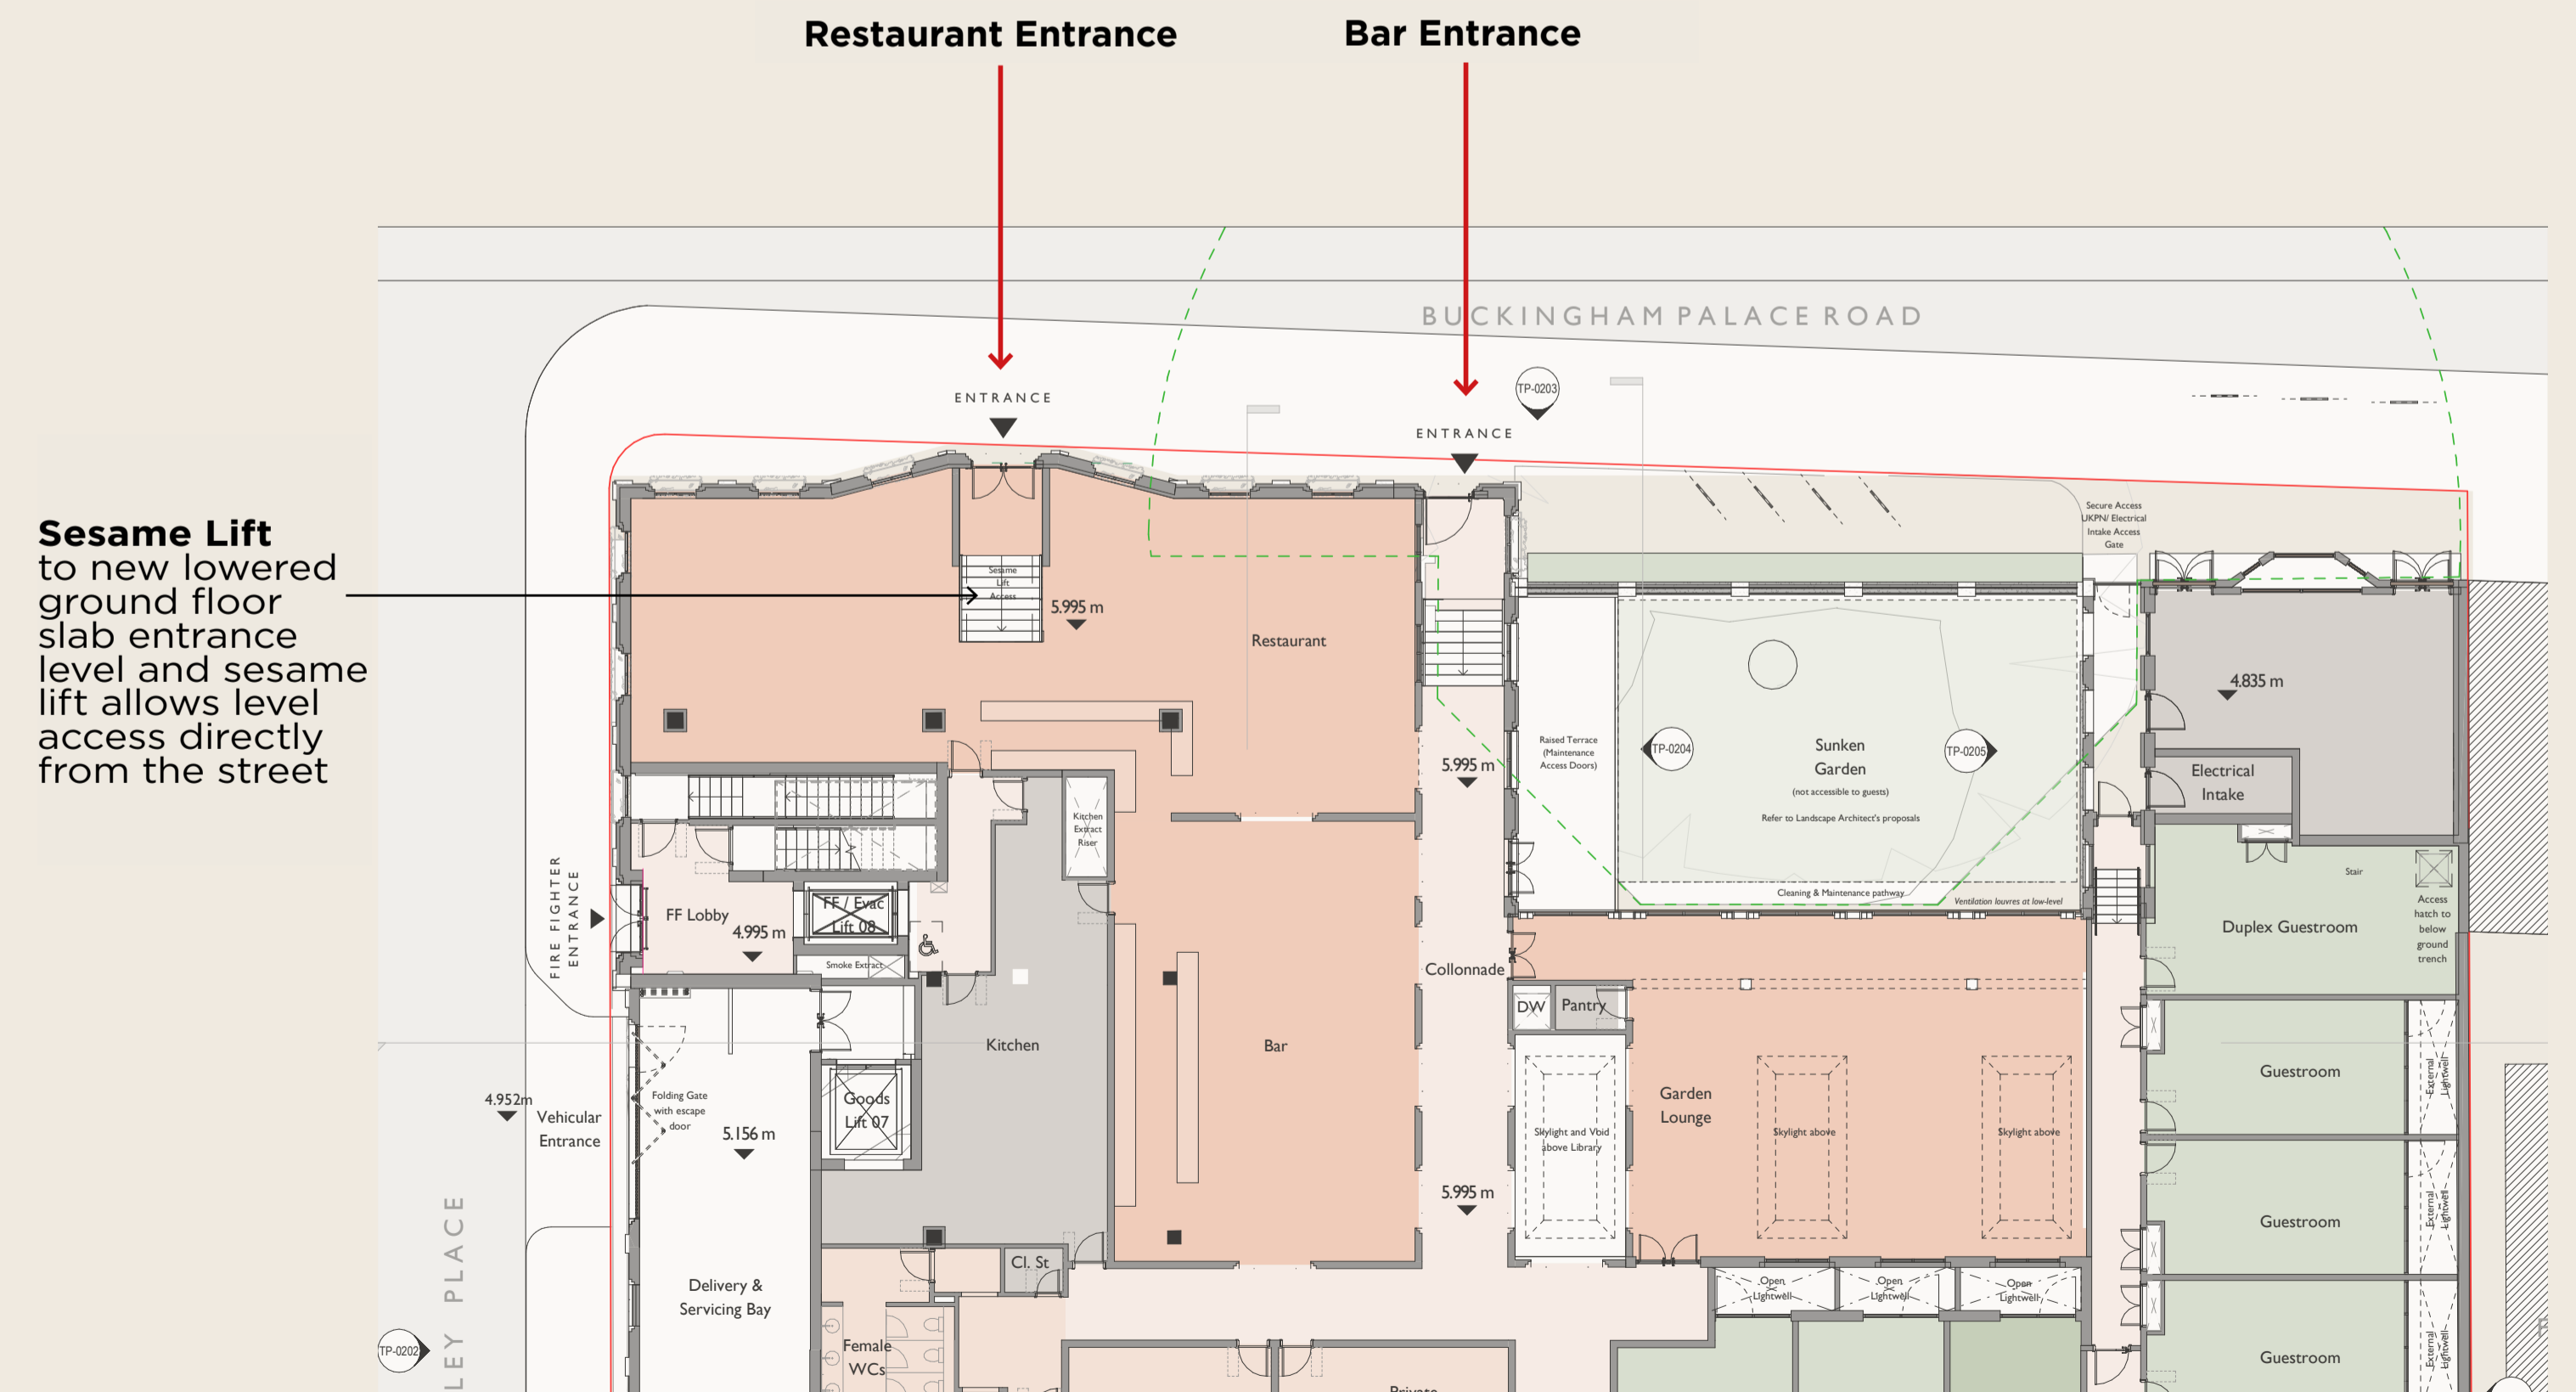 Restaurant Entrance
Bar Entrance
BUCKINGHAM PALACE ROAD
TP-0203
ENTRANCE
ENTRANCE
Sesame Lift
to new lowered
ground floor
slab entrance
level and sesame
lift allows level
access directly
from the street
Sesame
Lift
Access
5.995 m
Restaurant
Secure Access
UKPN/ Electrical
Intake Access
Gate
4.835 m
Raised Terrace
(Maintenance
Access Doors)
TP-0204
Sunken
Garden
(not accessible to guests)
Refer to Landscape Architect's proposals
TP-0205
5.995 m
Electrical
Intake
Kitchen
Extract
Riser
Cleaning & Maintenance pathway
Ventilation louvres at low-level
Stair
Access
hatch to
below
ground
trench
Duplex Guestroom
FIRE FIGHTER
ENTRANCE
FF Lobby
4.995 m
FF / Evac
Lift 08
Smoke Extract
Collonnade
DW
Pantry
Kitchen
Bar
Guestroom
External
Lightwell
4.952m
Vehicular
Entrance
Folding Gate
with escape
door
5.156 m
Goods
Lift 07
Skylight and Void
above Library
Garden
Lounge
Skylight above
Skylight above
5.995 m
Guestroom
External
Lightwell
Cl. St
Delivery &
Servicing Bay
Open
Lightwell
Open
Lightwell
Open
Lightwell
Female
WCs
Guestroom
External
Lightwell
TP-0202
LEY PLACE
Private